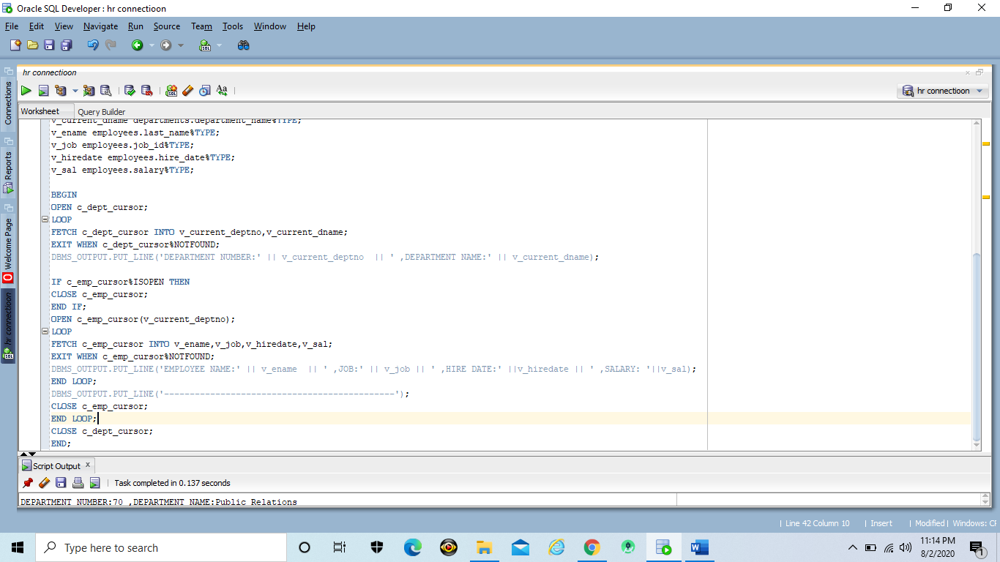 Oracle SQL Developer : hr connectioon
File Edit View Navigate Run Source Team Tools Window Help
hr connectioon
hr connectioon
Worksheet Query Builder
Connections
Reports
Welcome Page
hr connectioon
v_current_dname departments.department_name%TYPE;
v_ename employees.last_name%TYPE;
v_job employees.job_id%TYPE;
v_hiredate employees.hire_date%TYPE;
v_sal employees.salary%TYPE;
BEGIN
OPEN c_dept_cursor;
LOOP
FETCH c_dept_cursor INTO v_current_deptno,v_current_dname;
EXIT WHEN c_dept_cursor%NOTFOUND;
DBMS_OUTPUT.PUT_LINE('DEPARTMENT NUMBER:' || v_current_deptno  || ' ,DEPARTMENT NAME:' || v_current_dname);
IF c_emp_cursor%ISOPEN THEN
CLOSE c_emp_cursor;
END IF;
OPEN c_emp_cursor(v_current_deptno);
LOOP
FETCH c_emp_cursor INTO v_ename,v_job,v_hiredate,v_sal;
EXIT WHEN c_emp_cursor%NOTFOUND;
DBMS_OUTPUT.PUT_LINE('EMPLOYEE NAME:' || v_ename  || ' ,JOB:' || v_job || ' ,HIRE DATE:' ||v_hiredate || ' ,SALARY: '||v_sal);
END LOOP;
DBMS_OUTPUT.PUT_LINE('---------------------------------------------');
CLOSE c_emp_cursor;
END LOOP;
CLOSE c_dept_cursor;
END;
Script Output x
Task completed in 0.137 seconds
DEPARTMENT NUMBER:70 ,DEPARTMENT NAME:Public Relations
Line 42 Column 10 | Insert | Modified | Windows: CF
Type here to search
11:14 PM
8/2/2020
1